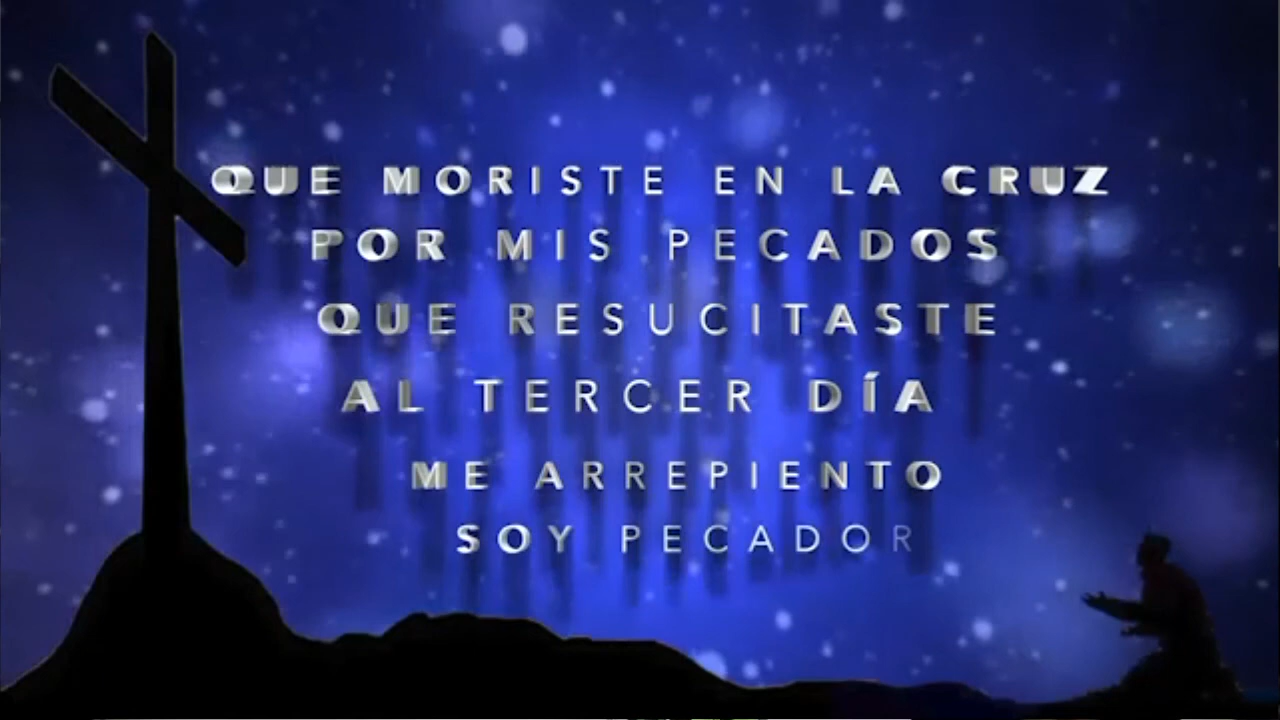 QUE MORISTE EN LA CRUZ
POR MIS PECADOS
QUE RESUCITASTE
AL TERCER DÍA
ME ARREPIENTO
SOY PECADOR